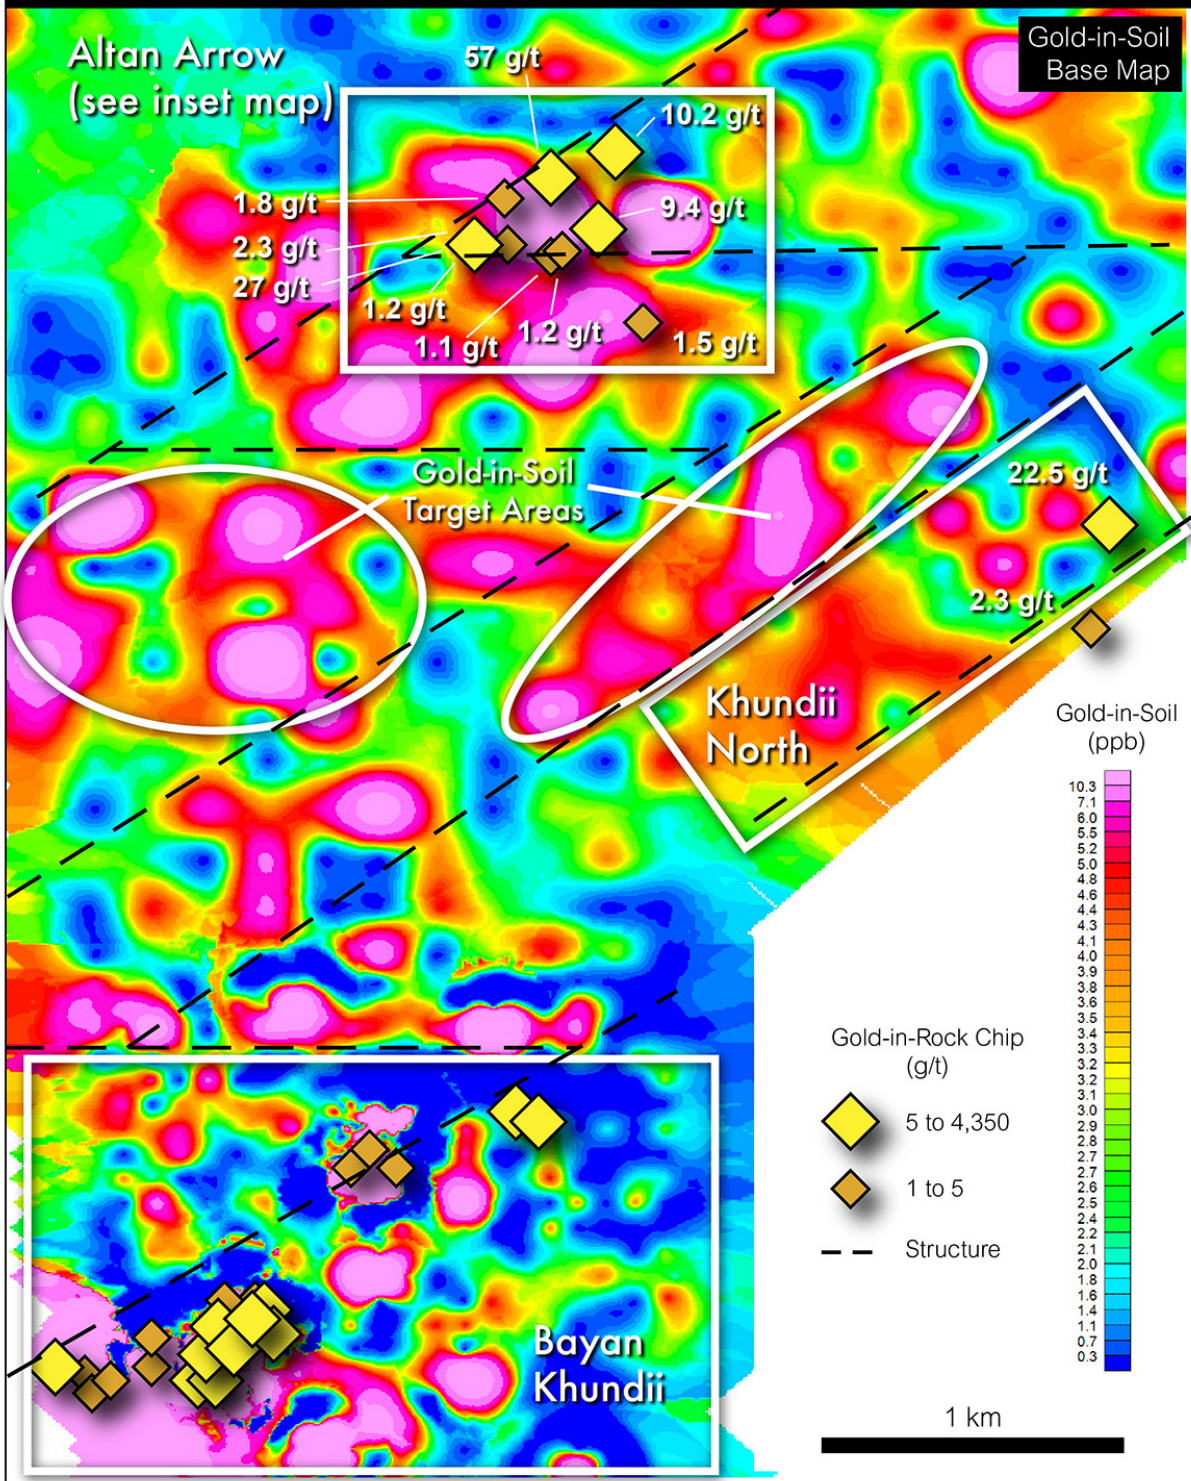 Altan Arrow
(see inset map)
Gold-in-Soil
Base Map
57 g/t
10.2 g/t
1.8 g/t
9.4 g/t
2.3 g/t
27 g/t
1.2 g/t
1.1 g/t
1.2 g/t
1.5 g/t
Gold-in-Soil
Target Areas
22.5 g/t
2.3 g/t
Khundii
North
Gold-in-Soil
(ppb)
10.3
7.1
6.0
5.5
5.2
5.0
4.8
4.6
4.4
4.3
4.1
4.0
3.9
3.8
3.6
3.5
3.4
3.3
3.2
3.2
3.1
3.0
2.9
2.8
2.7
2.7
2.6
2.5
2.4
2.2
2.1
2.0
1.8
1.6
1.4
1.1
0.7
0.3
Gold-in-Rock Chip
(g/t)
5 to 4,350
1 to 5
Structure
Bayan
Khundii
1 km